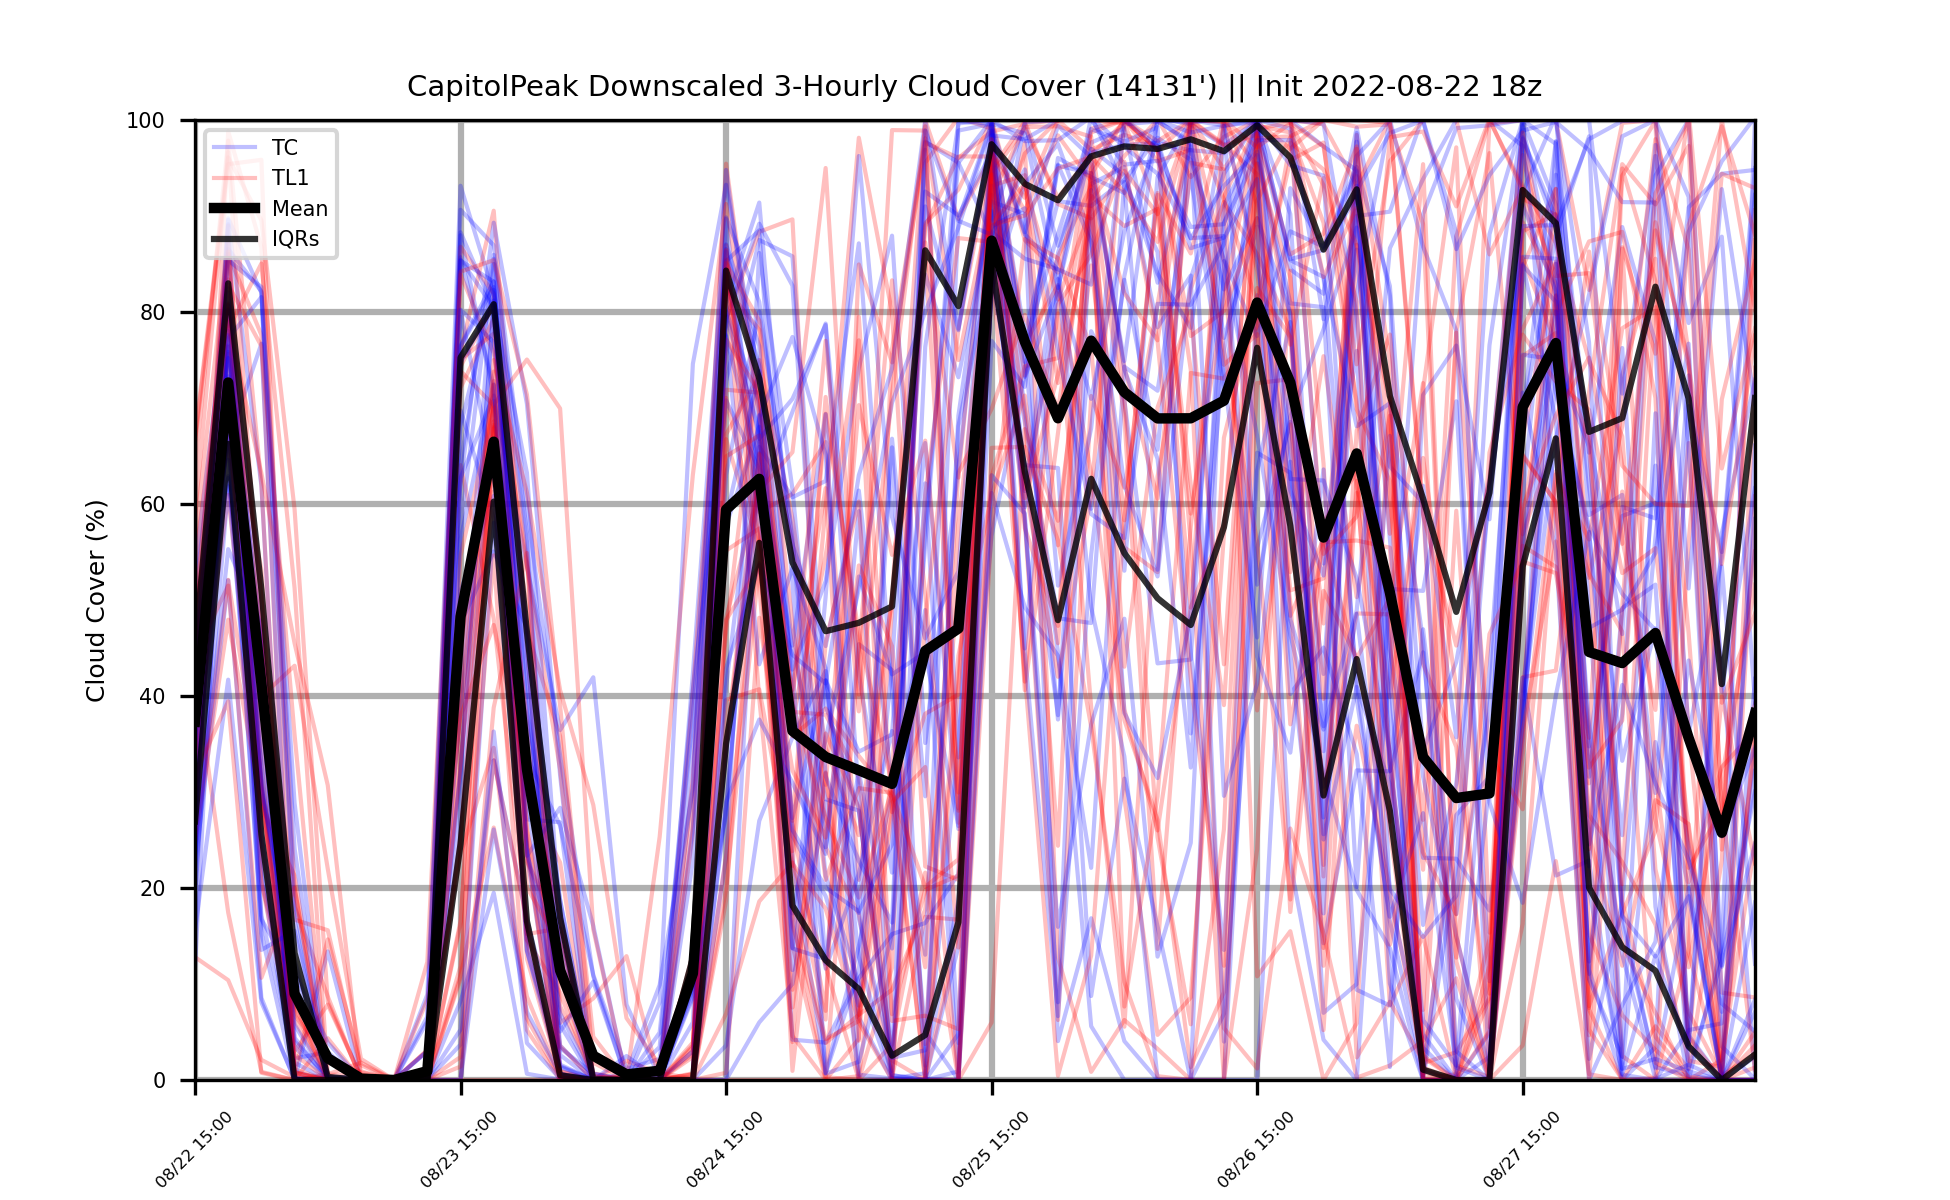 CapitolPeak Downscaled 3-Hourly Cloud Cover (14131') || Init 2022-08-22 18z
Cloud Cover (%)
100
80
60
40
20
0
TC
TL1
Mean
IQRs
08/22 15:00
08/23 15:00
08/24 15:00
08/25 15:00
08/26 15:00
08/27 15:00